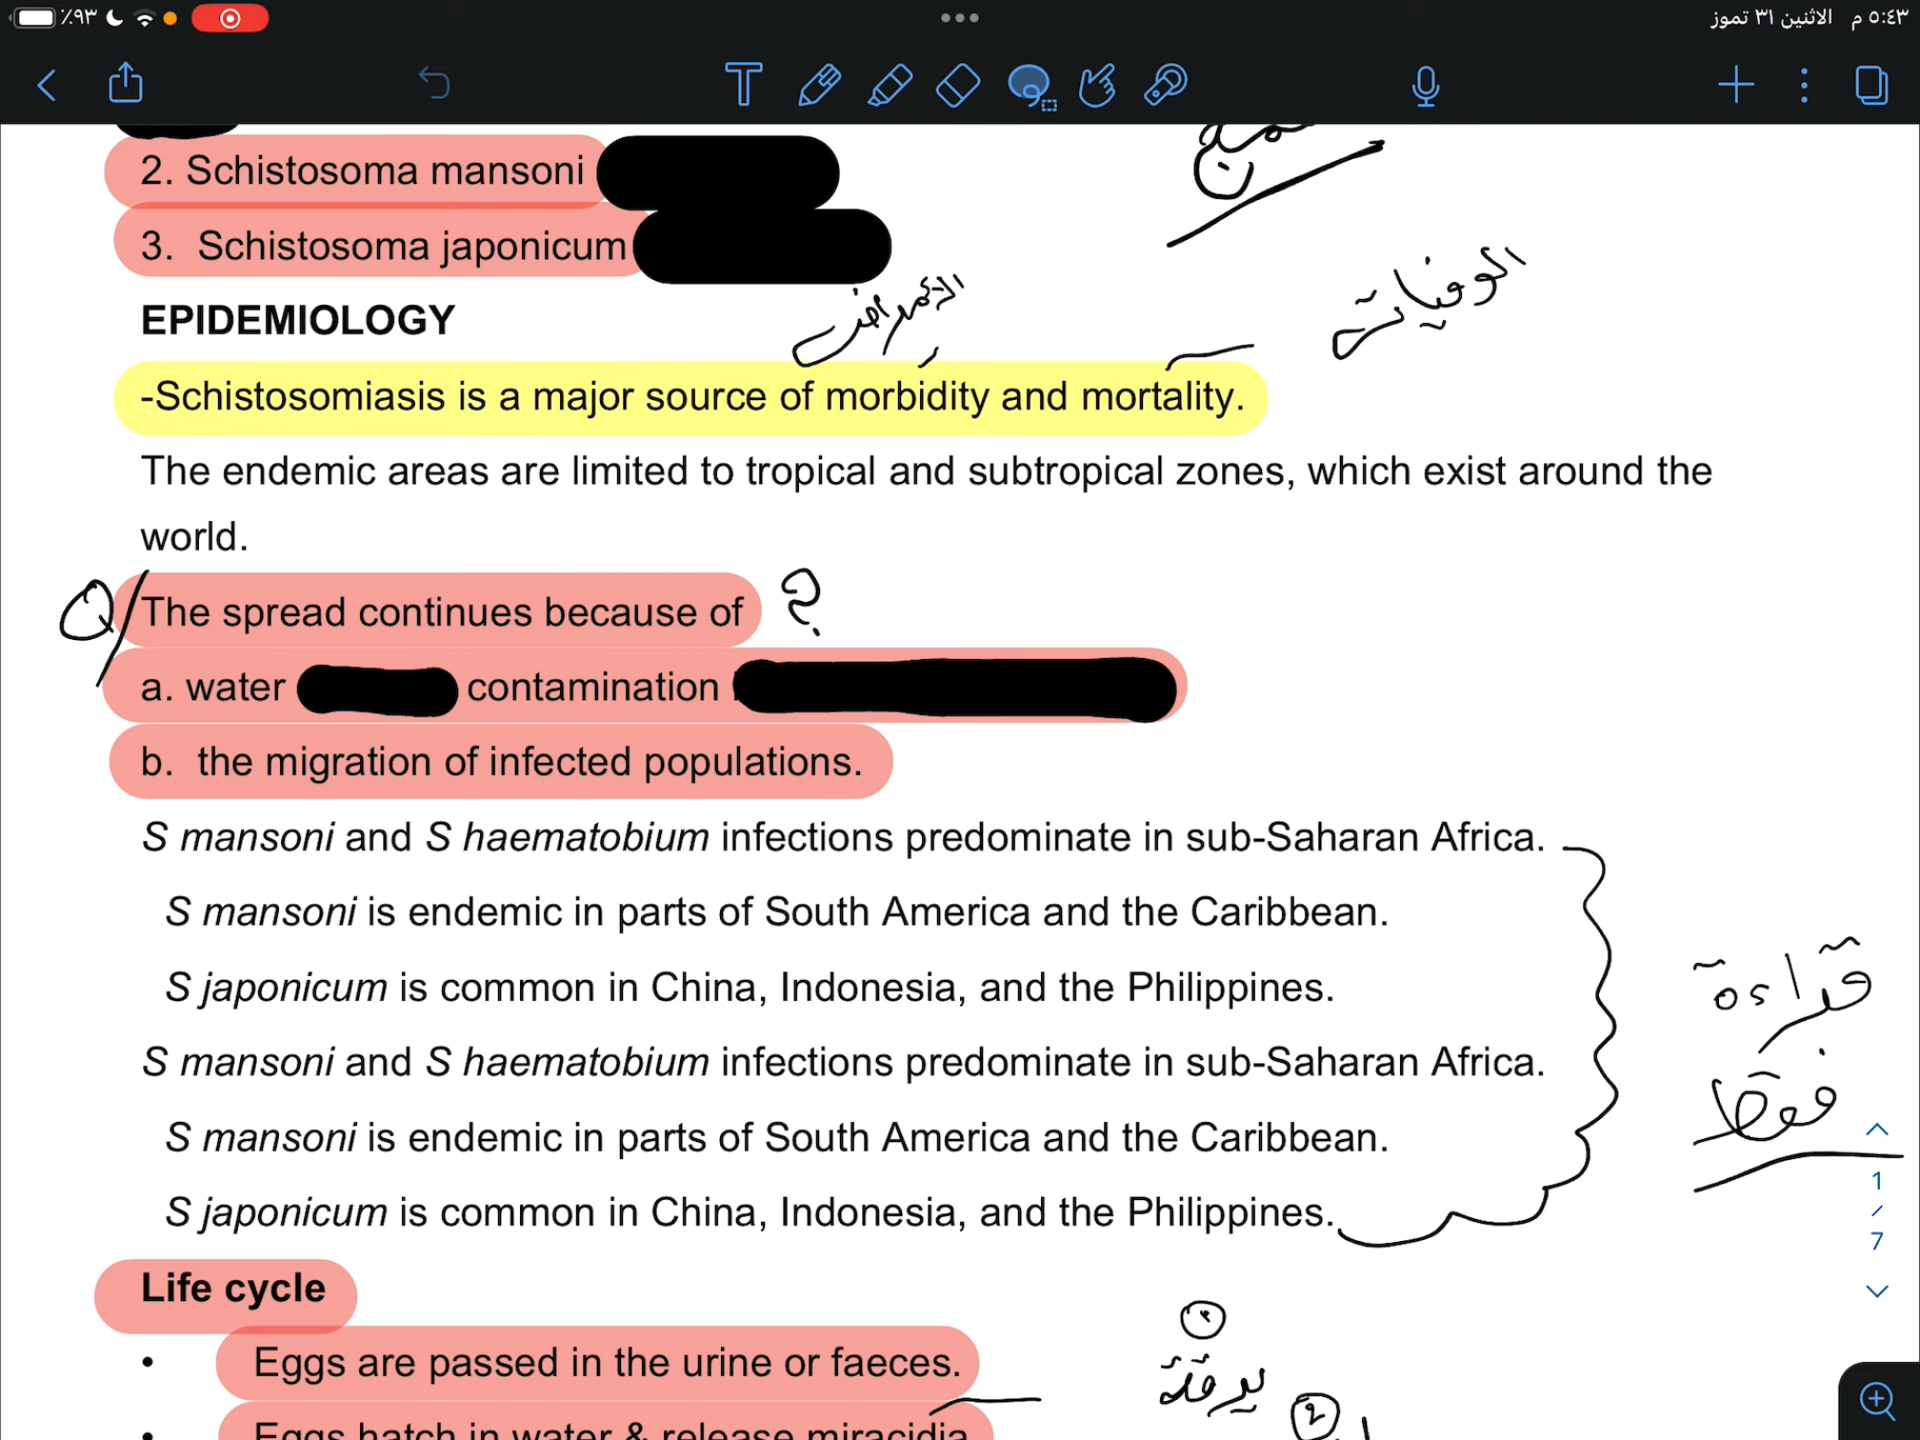 ٪٩٣
٥:٤٣ م الاثنين ٣١ تموز
2. Schistosoma mansoni
3. Schistosoma japonicum
EPIDEMIOLOGY
الأمراض
الوفيات
-Schistosomiasis is a major source of morbidity and mortality.
The endemic areas are limited to tropical and subtropical zones, which exist around the
world.
Q/ The spread continues because of ?
a. water contamination
b. the migration of infected populations.
S mansoni and S haematobium infections predominate in sub-Saharan Africa.
S mansoni is endemic in parts of South America and the Caribbean.
S japonicum is common in China, Indonesia, and the Philippines.
S mansoni and S haematobium infections predominate in sub-Saharan Africa.
S mansoni is endemic in parts of South America and the Caribbean.
S japonicum is common in China, Indonesia, and the Philippines.
قراءة
فقط
1
/
7
Life cycle
• Eggs are passed in the urine or faeces.
يرقة
2
• Eggs hatch in water & release miracidia